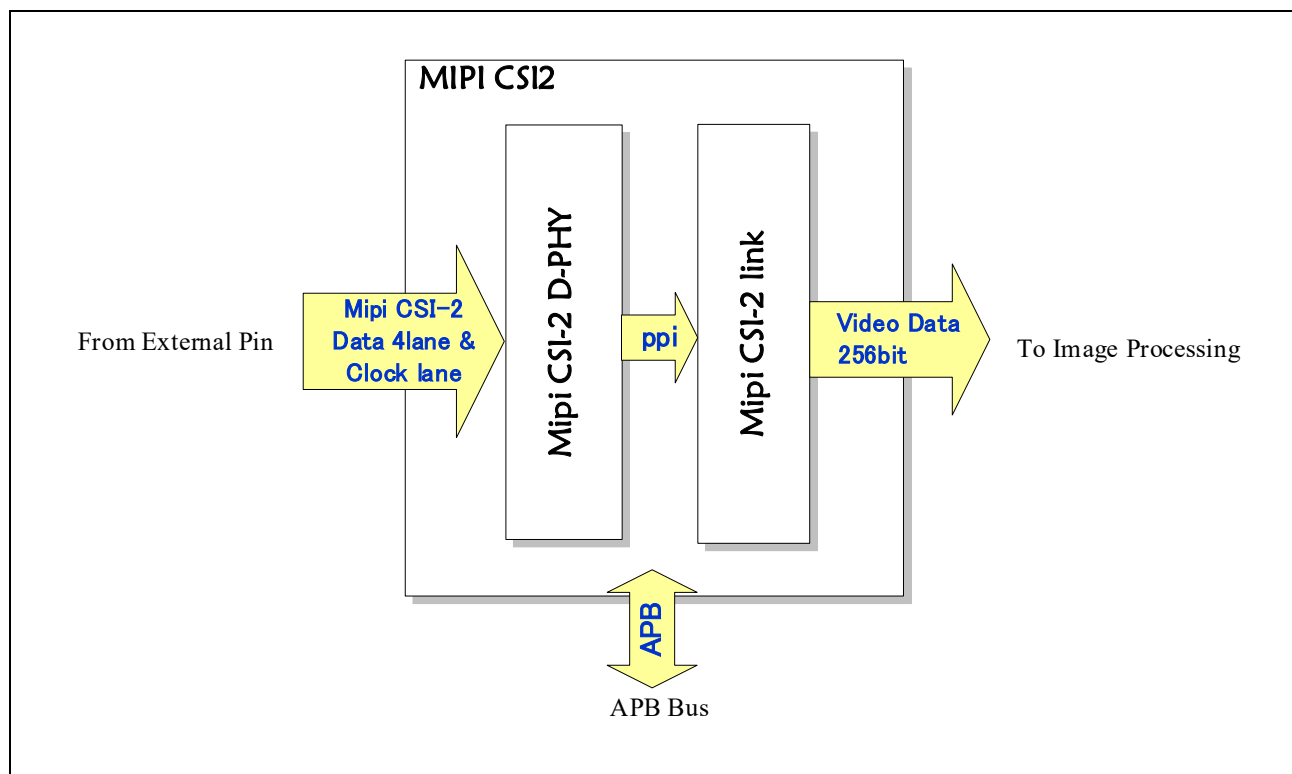 MIPI CSI2
From External Pin
Mipi CSI-2
Data 4lane &
Clock lane
Mipi CSI-2 D-PHY
ppi
Mipi CSI-2 link
Video Data
256bit
To Image Processing
APB
APB Bus